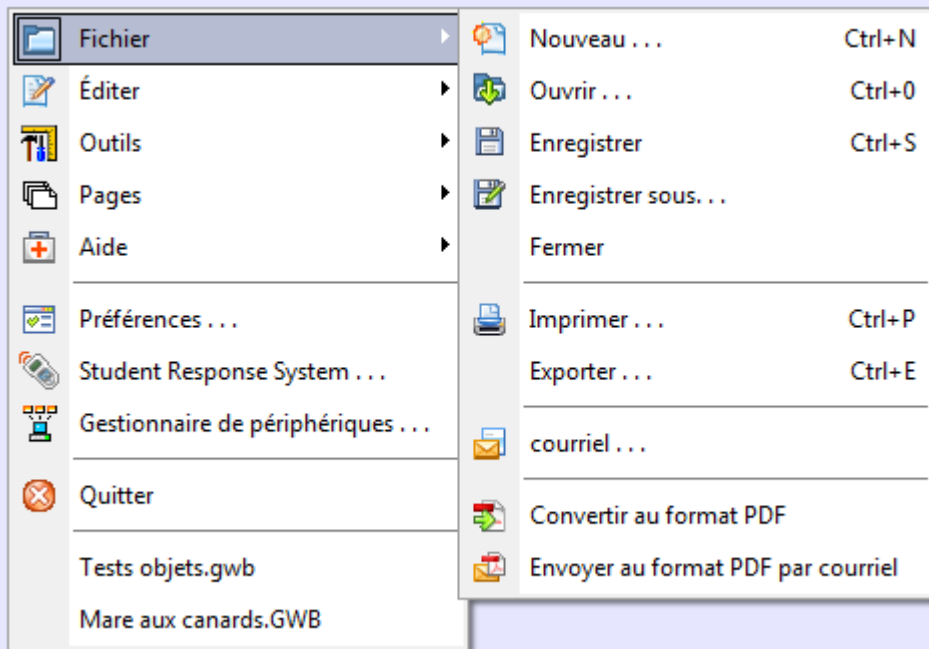 Fichier
Éditer
Outils
Pages
Aide
Préférences . . .
Student Response System . . .
Gestionnaire de périphériques . . .
Quitter
Tests objets.gwb
Mare aux canards.GWB
Nouveau . . . Ctrl+N
Ouvrir . . . Ctrl+0
Enregistrer Ctrl+S
Enregistrer sous. . .
Fermer
Imprimer . . . Ctrl+P
Exporter . . . Ctrl+E
courriel . . .
Convertir au format PDF
Envoyer au format PDF par courriel